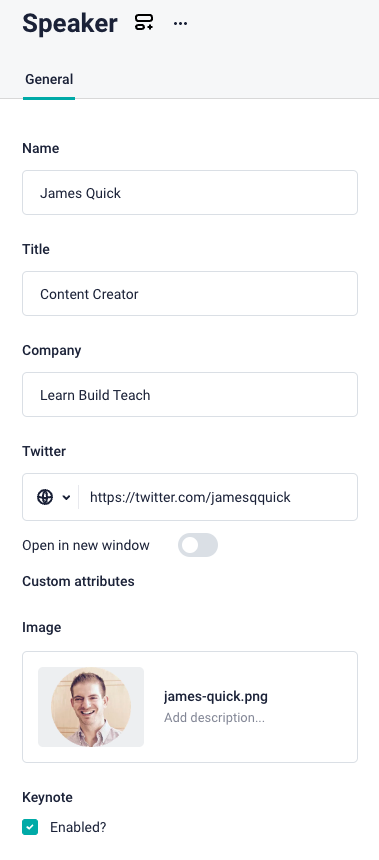 Speaker
General
Name
James Quick
Title
Content Creator
Company
Learn Build Teach
Twitter
https://twitter.com/jamesqquick
Open in new window
Custom attributes
Image
james-quick.png
Add description...
Keynote
Enabled?